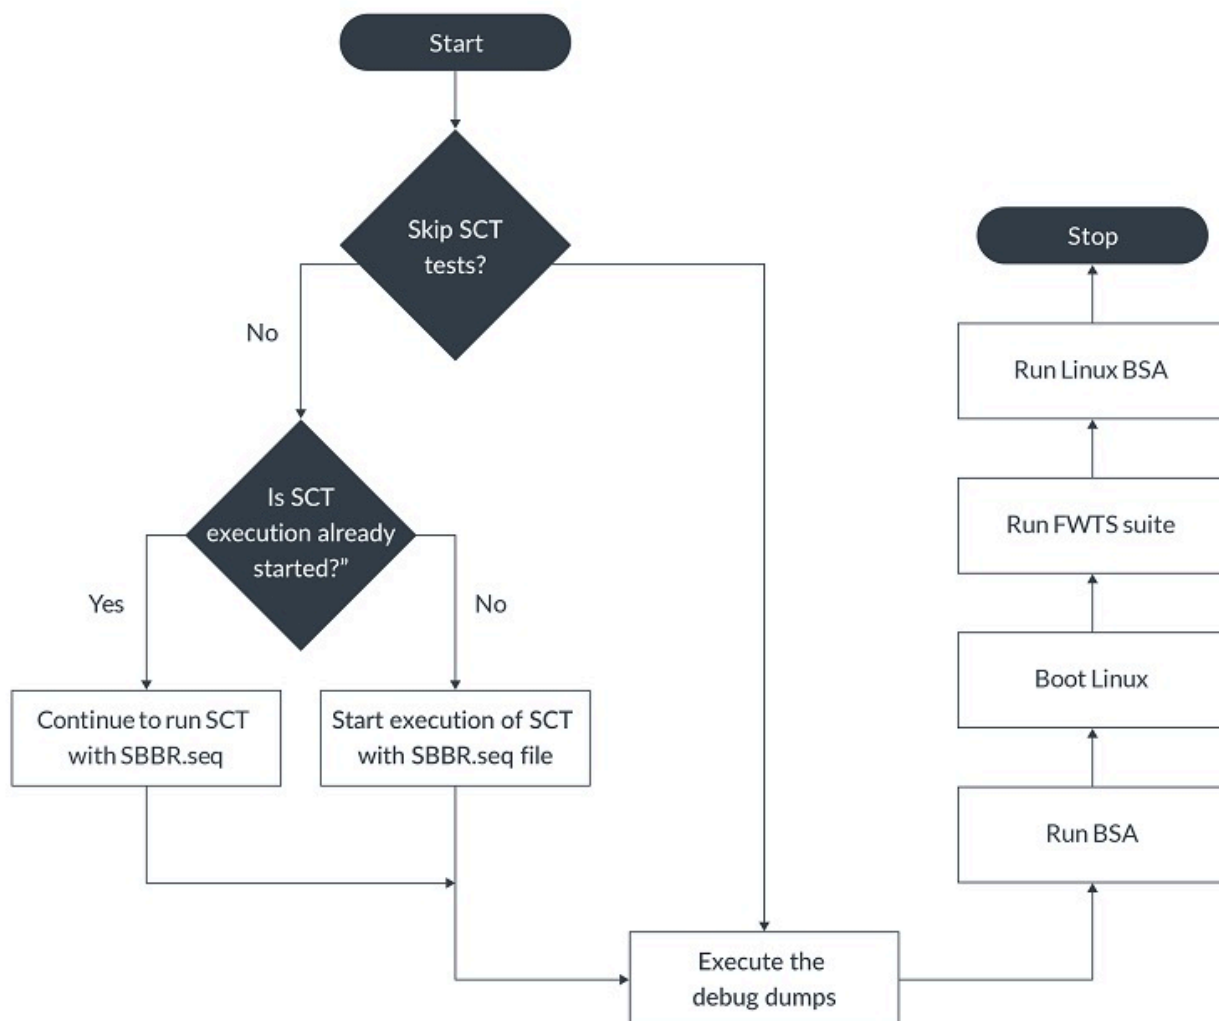 Start
Skip SCT
tests?
No
Is SCT
execution already
started?”
Yes
No
Continue to run SCT
with SBBR.seq
Start execution of SCT
with SBBR.seq file
Execute the
debug dumps
Run BSA
Boot Linux
Run FWTS suite
Run Linux BSA
Stop